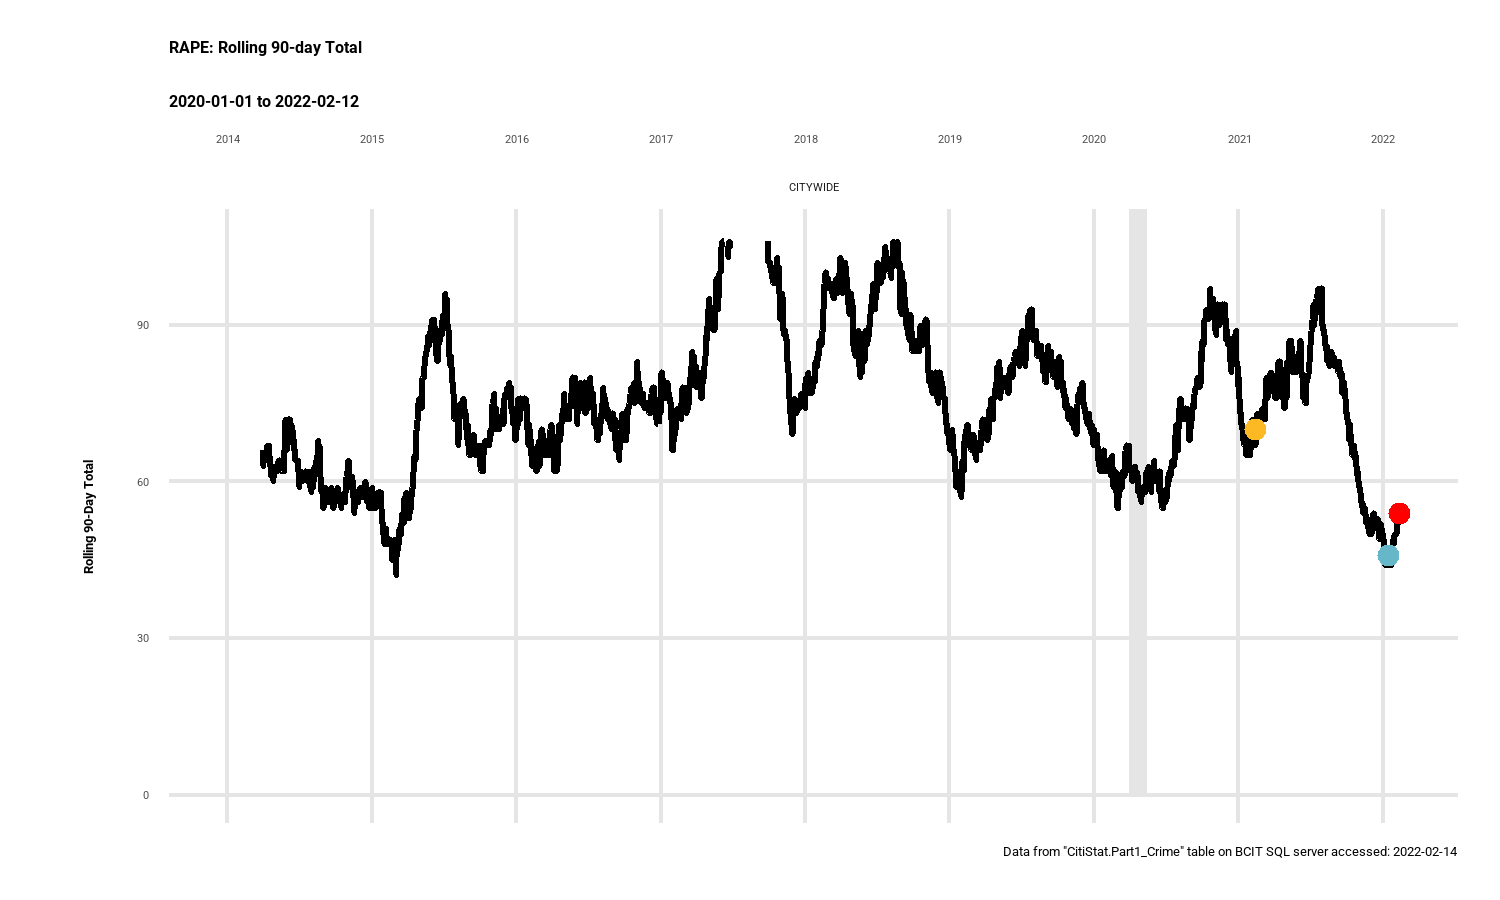 RAPE: Rolling 90-day Total
2020-01-01 to 2022-02-12
2014 2015 2016 2017 2018 2019 2020 2021 2022
CITYWIDE
90
60
30
0
Rolling 90-Day Total
Data from "CitiStat.Part1_Crime" table on BCIT SQL server accessed: 2022-02-14